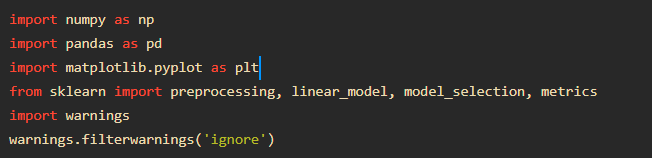 import numpy as np
import pandas as pd
import matplotlib.pyplot as plt
from sklearn import preprocessing, linear_model, model_selection, metrics
import warnings
warnings.filterwarnings('ignore')